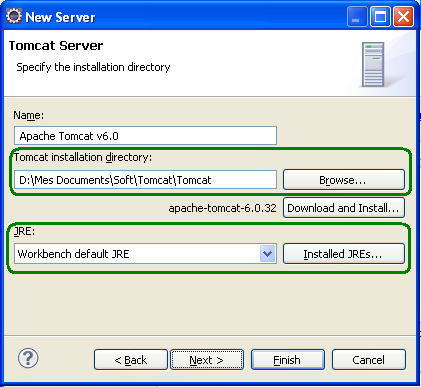 New Server
Tomcat Server
Specify the installation directory
Name:
Apache Tomcat v6.0
Tomcat installation directory:
D:\Mes Documents\Soft\Tomcat\Tomcat
Browse...
apache-tomcat-6.0.32
Download and Install...
JRE:
Workbench default JRE
Installed JREs...
?
< Back
Next >
Finish
Cancel